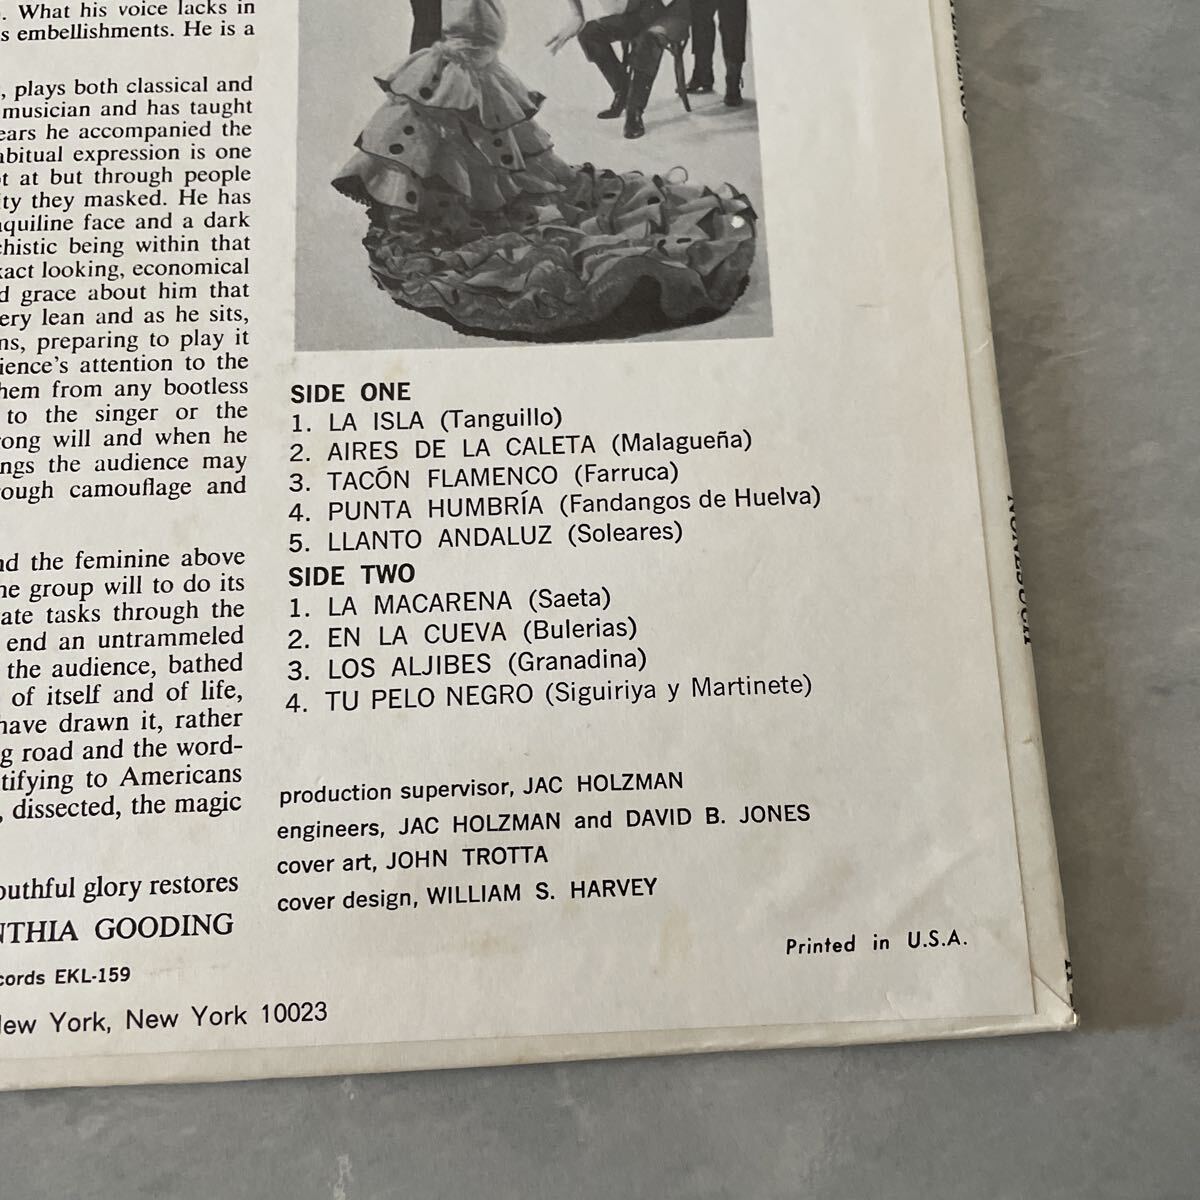 . What his voice lacks in
s embellishments. He is a
, plays both classical and
musician and has taught
ears he accompanied the
abitual expression is one
t at but through people
ity they masked. He has
aquiline face and a dark
chistic being within that
xact looking, economical
d grace about him that
ery lean and as he sits,
ns, preparing to play it
ience's attention to the
hem from any bootless
to the singer or the
rong will and when he
ngs the audience may
ough camouflage and
nd the feminine above
he group will to do its
ate tasks through the
end an untrammeled
the audience, bathed
of itself and of life,
have drawn it, rather
g road and the word-
tifying to Americans
, dissected, the magic
outhful glory restores
NTHIA GOODING
cords EKL-159
New York, New York 10023
SIDE ONE
1. LA ISLA (Tanguillo)
2. AIRES DE LA CALETA (Malagueña)
3. TACÓN FLAMENCO (Farruca)
4. PUNTA HUMBRÍA (Fandangos de Huelva)
5. LLANTO ANDALUZ (Soleares)
SIDE TWO
1. LA MACARENA (Saeta)
2. EN LA CUEVA (Bulerias)
3. LOS ALJIBES (Granadina)
4. TU PELO NEGRO (Siguiriya y Martinete)
production supervisor, JAC HOLZMAN
engineers, JAC HOLZMAN and DAVID B. JONES
cover art, JOHN TROTTA
cover design, WILLIAM S. HARVEY
Printed in U.S.A.